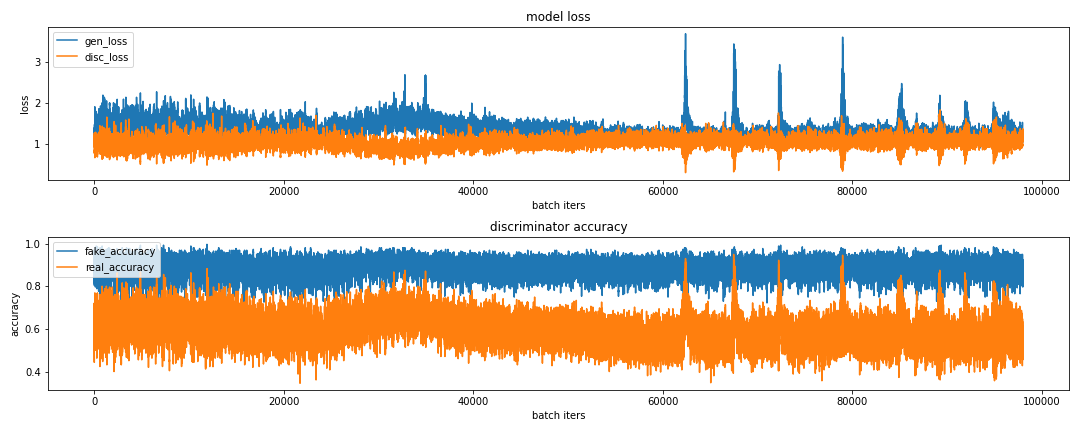 model loss
gen_loss
disc_loss
3
2
1
loss
0 20000 40000 60000 80000 100000
batch iters
discriminator accuracy
fake_accuracy
real_accuracy
1.0
0.8
0.6
0.4
accuracy
0 20000 40000 60000 80000 100000
batch iters